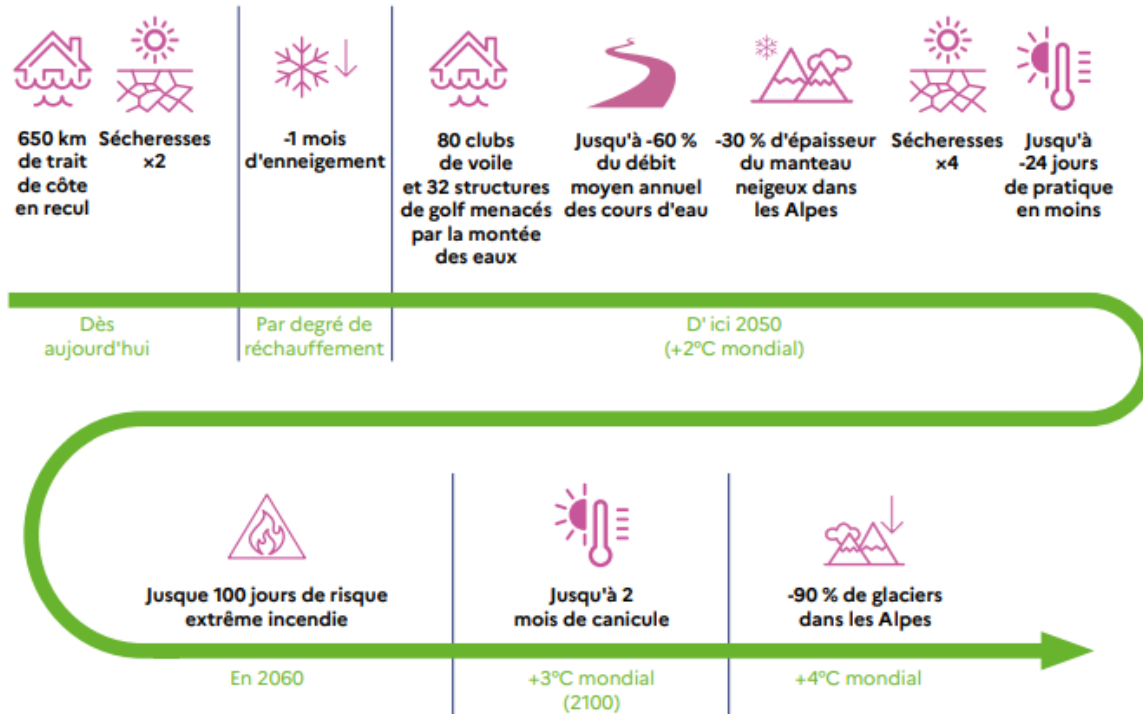 650 km
de trait
de côte
en recul
Sécheresses
x2
-1 mois
d'enneigement
80 clubs
de voile
et 32 structures
de golf menacés
par la montée
des eaux
Jusqu'à -60 %
du débit
moyen annuel
des cours d'eau
-30 % d'épaisseur
du manteau
neigeux dans
les Alpes
Sécheresses
x4
Jusqu'à
-24 jours
de pratique
en moins
Dès
aujourd'hui
Par degré de
réchauffement
D' ici 2050
(+2°C mondial)
Jusque 100 jours de risque
extrême incendie
Jusqu'à 2
mois de canicule
-90 % de glaciers
dans les Alpes
En 2060
+3°C mondial
(2100)
+4°C mondial